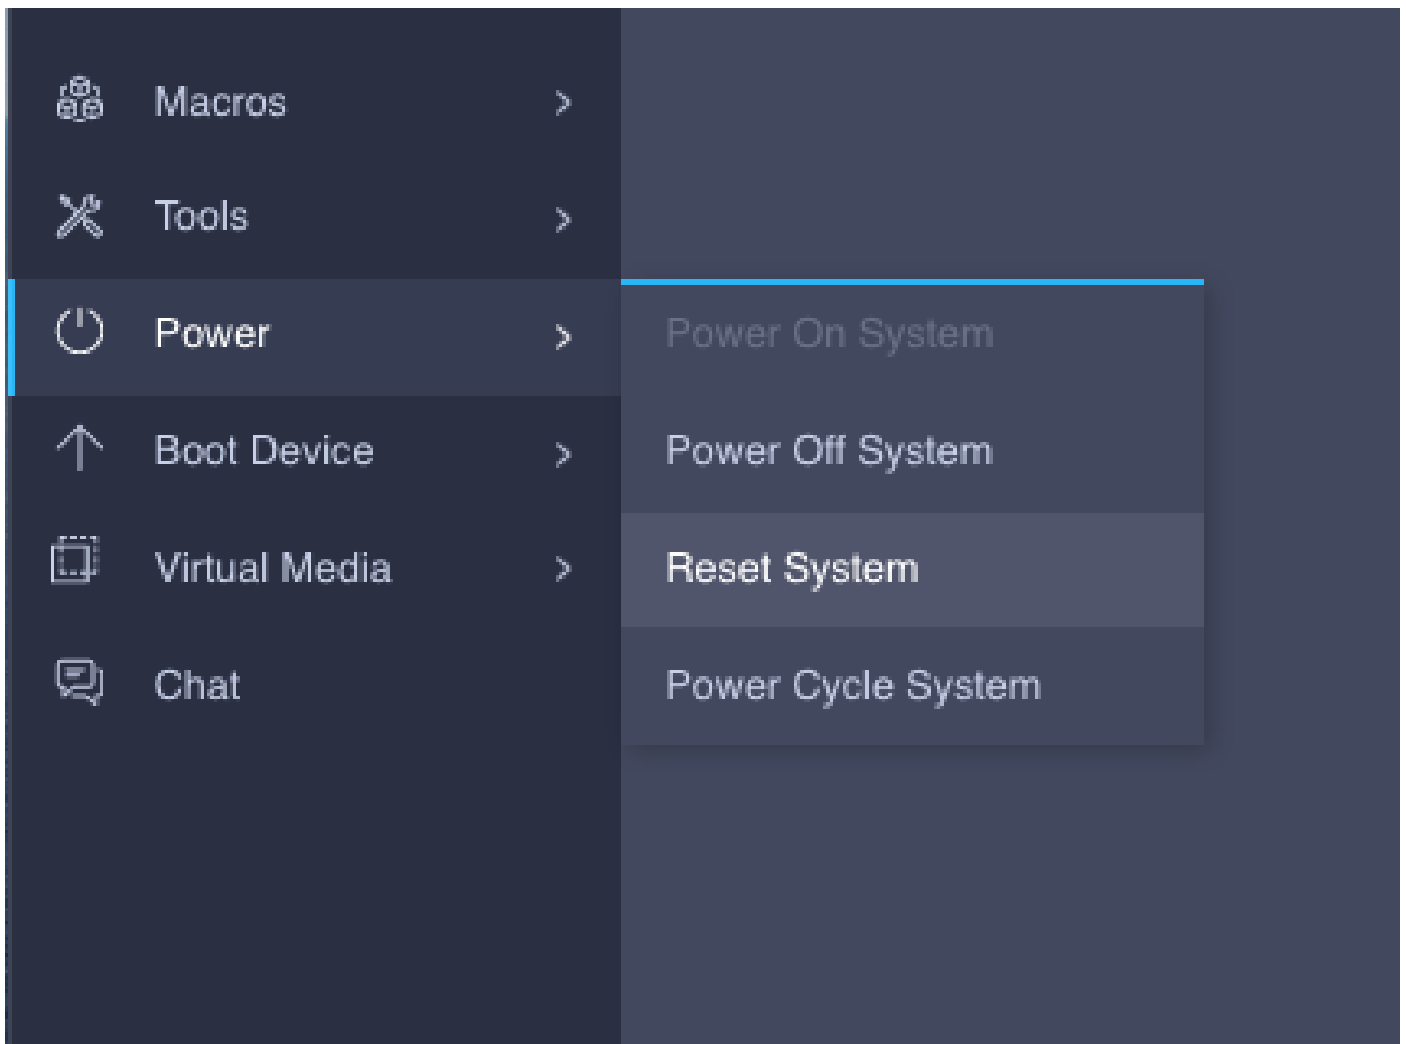 Macros
Tools
Power
Boot Device
Virtual Media
Chat
Power On System
Power Off System
Reset System
Power Cycle System